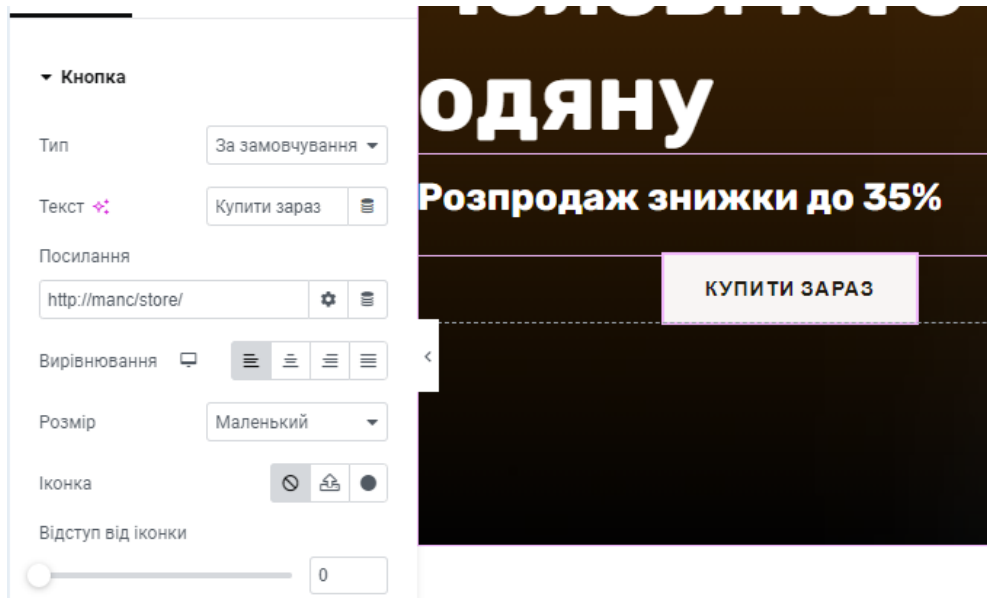 Кнопка
Тип
За замовчування
Текст
Купити зараз
Посилання
http://manc/store/
Вирівнювання
Розмір
Маленький
Іконка
Відступ від іконки
0
одяну
Розпродаж знижки до 35%
КУПИТИ ЗАРАЗ